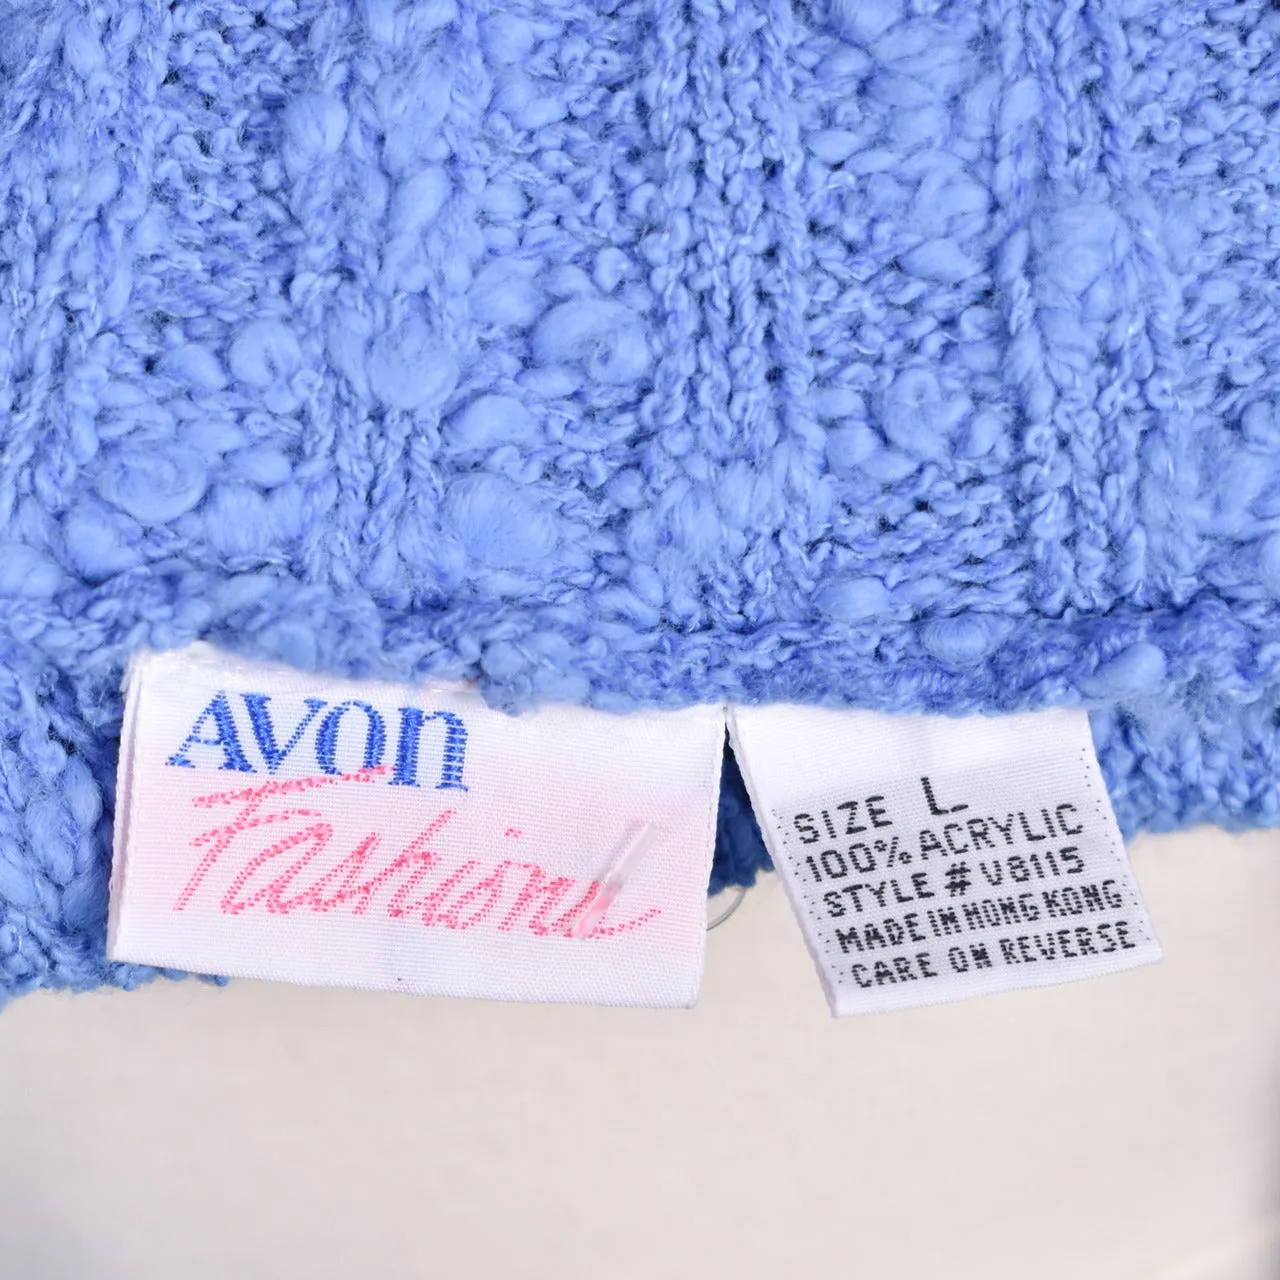 AVON
Fashions
SIZE L
100% ACRYLIC
STYLE # V8115
MADE IN HONG KONG
CARE ON REVERSE